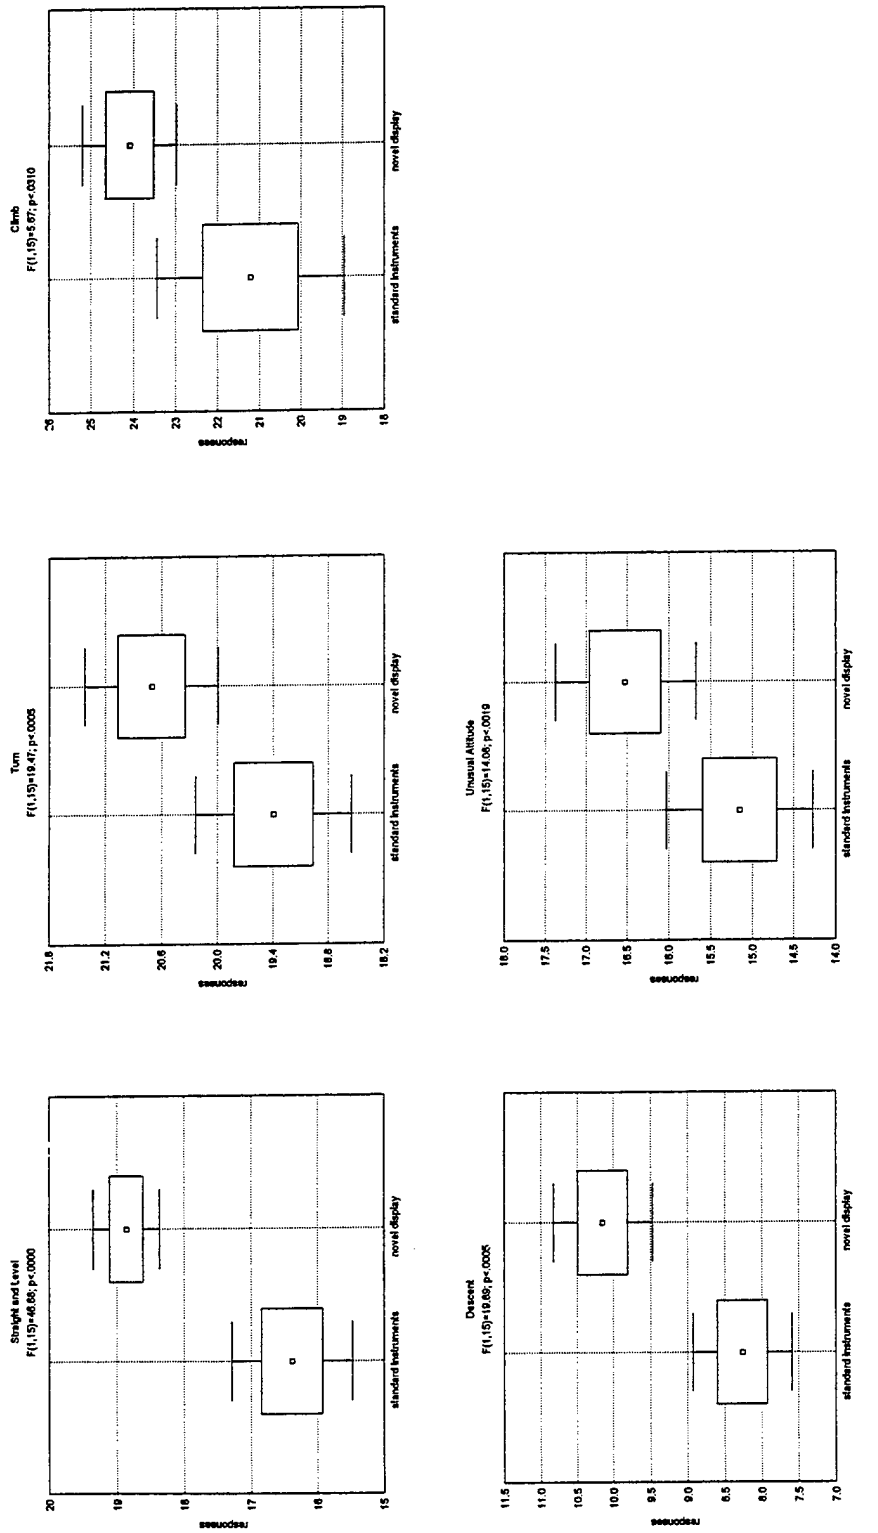 Straight and Level
F(1,15)=46.68; p<.0000
20
19
18
17
16
15
responses
standard instruments
novel display
Turn
F(1,15)=19.47; p<.0005
21.8
21.2
20.6
20.0
19.4
18.8
18.2
responses
standard instruments
novel display
Climb
F(1,15)=5.67; p<.0310
26
25
24
23
22
21
20
19
18
responses
standard instruments
novel display
Descent
F(1,15)=19.69; p<.0005
11.5
11.0
10.5
10.0
9.5
9.0
8.5
8.0
7.5
7.0
responses
standard instruments
novel display
Unusual Attitude
F(1,15)=14.06; p<.0019
18.0
17.5
17.0
16.5
16.0
15.5
15.0
14.5
14.0
responses
standard instruments
novel display